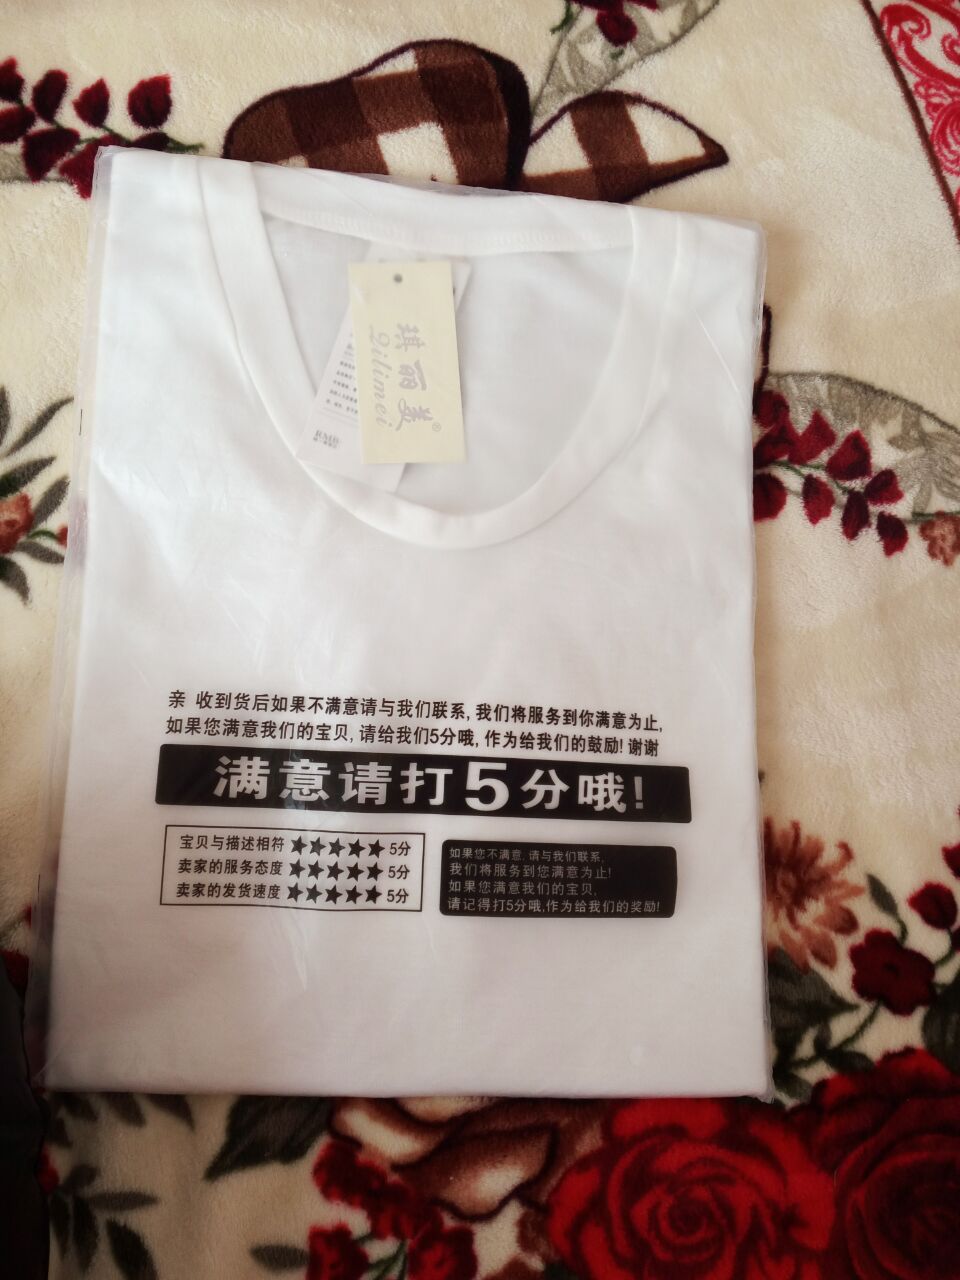 琪丽美®
Qilimei
RMB:
亲 收到货后如果不满意请与我们联系,我们将服务到你满意为止,
如果您满意我们的宝贝,请给我们5分哦,作为给我们的鼓励!谢谢
满意请打5分哦!
宝贝与描述相符★★★★★5分
卖家的服务态度★★★★★5分
卖家的发货速度★★★★★5分
如果您不满意,请与我们联系,
我们将服务到您满意为止!
如果您满意我们的宝贝,
请记得打5分哦,作为给我们的奖励!